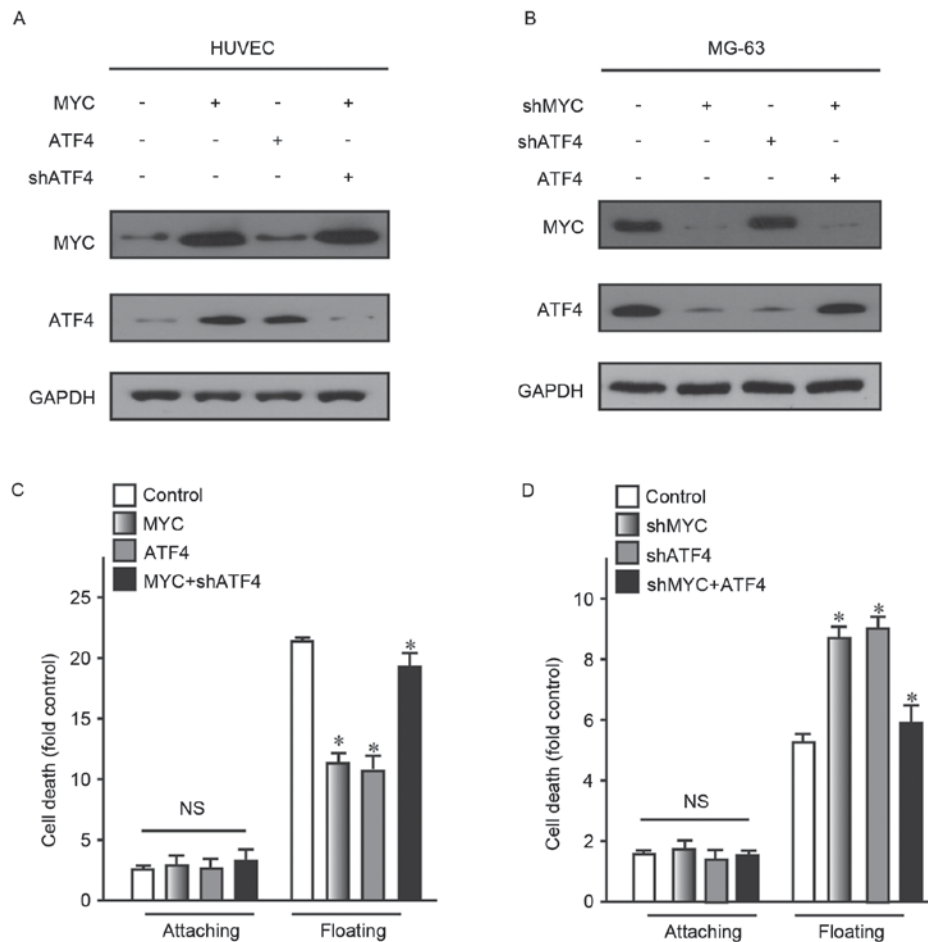 A
HUVEC
MYC - + - +
ATF4 - - + -
shATF4 - - - +
MYC
ATF4
GAPDH
B
MG-63
shMYC - + - +
shATF4 - - + -
ATF4 - - - +
MYC
ATF4
GAPDH
C
Control
MYC
ATF4
MYC+shATF4
Cell death (fold control)
25
20
15
10
5
0
NS
* * *
Attaching Floating
D
Control
shMYC
shATF4
shMYC+ATF4
Cell death (fold control)
10
8
6
4
2
0
NS
* * *
Attaching Floating